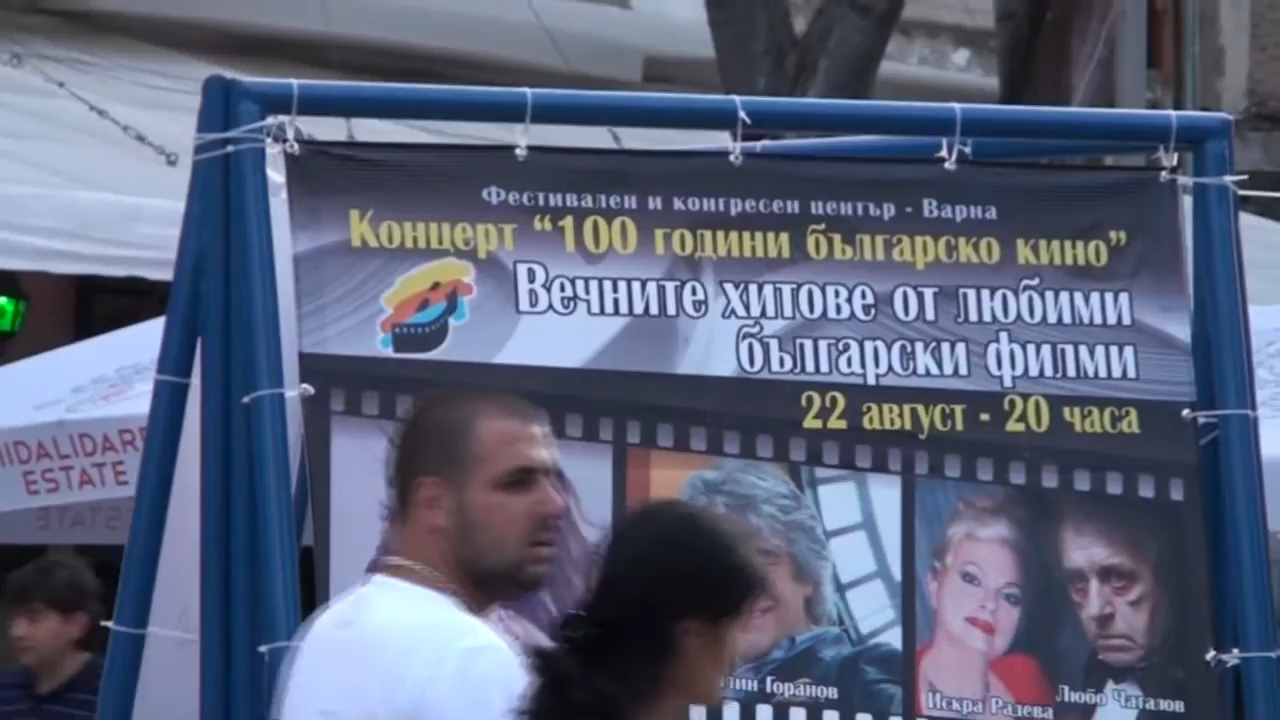 Фестивален и конгресен център - Варна
Концерт “100 години българско кино”
Вечните хитове от любими
български филми
22 август - 20 часа
ESTATE
Горанов
Искра Радева
Любо Чаталов